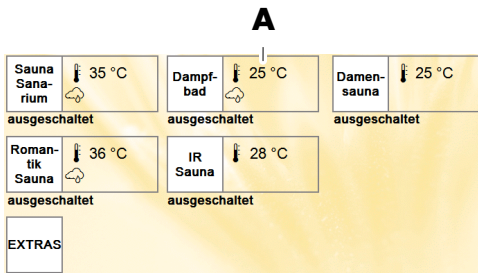 A
Sauna
Sana-
rium
35 °C
Dampf-
bad
25 °C
Damen-
sauna
25 °C
ausgeschaltet
ausgeschaltet
ausgeschaltet
Roman-
tik
Sauna
36 °C
IR
Sauna
28 °C
ausgeschaltet
ausgeschaltet
EXTRAS